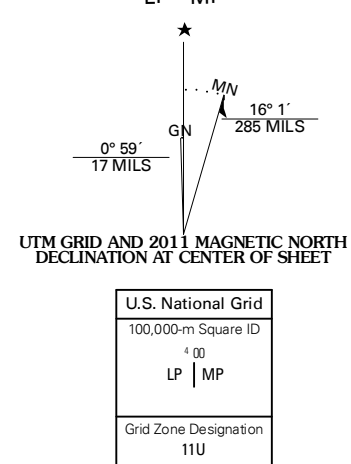 LP MP
MN
16° 1´
285 MILS
GN
0° 59´
17 MILS
UTM GRID AND 2011 MAGNETIC NORTH
DECLINATION AT CENTER OF SHEET
U.S. National Grid
100,000-m Square ID
4 00
LP MP
Grid Zone Designation
11U